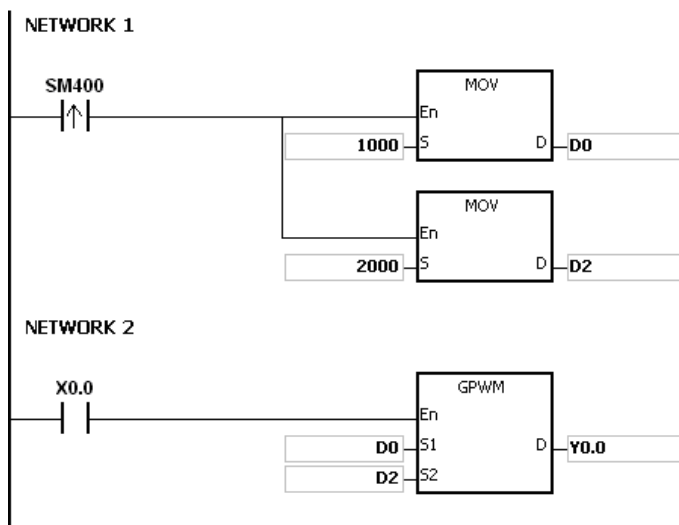 NETWORK 1
SM400
MOV
En
1000 S D D0
MOV
En
2000 S D D2
NETWORK 2
X0.0
GPWM
En
D0 S1 D Y0.0
D2 S2